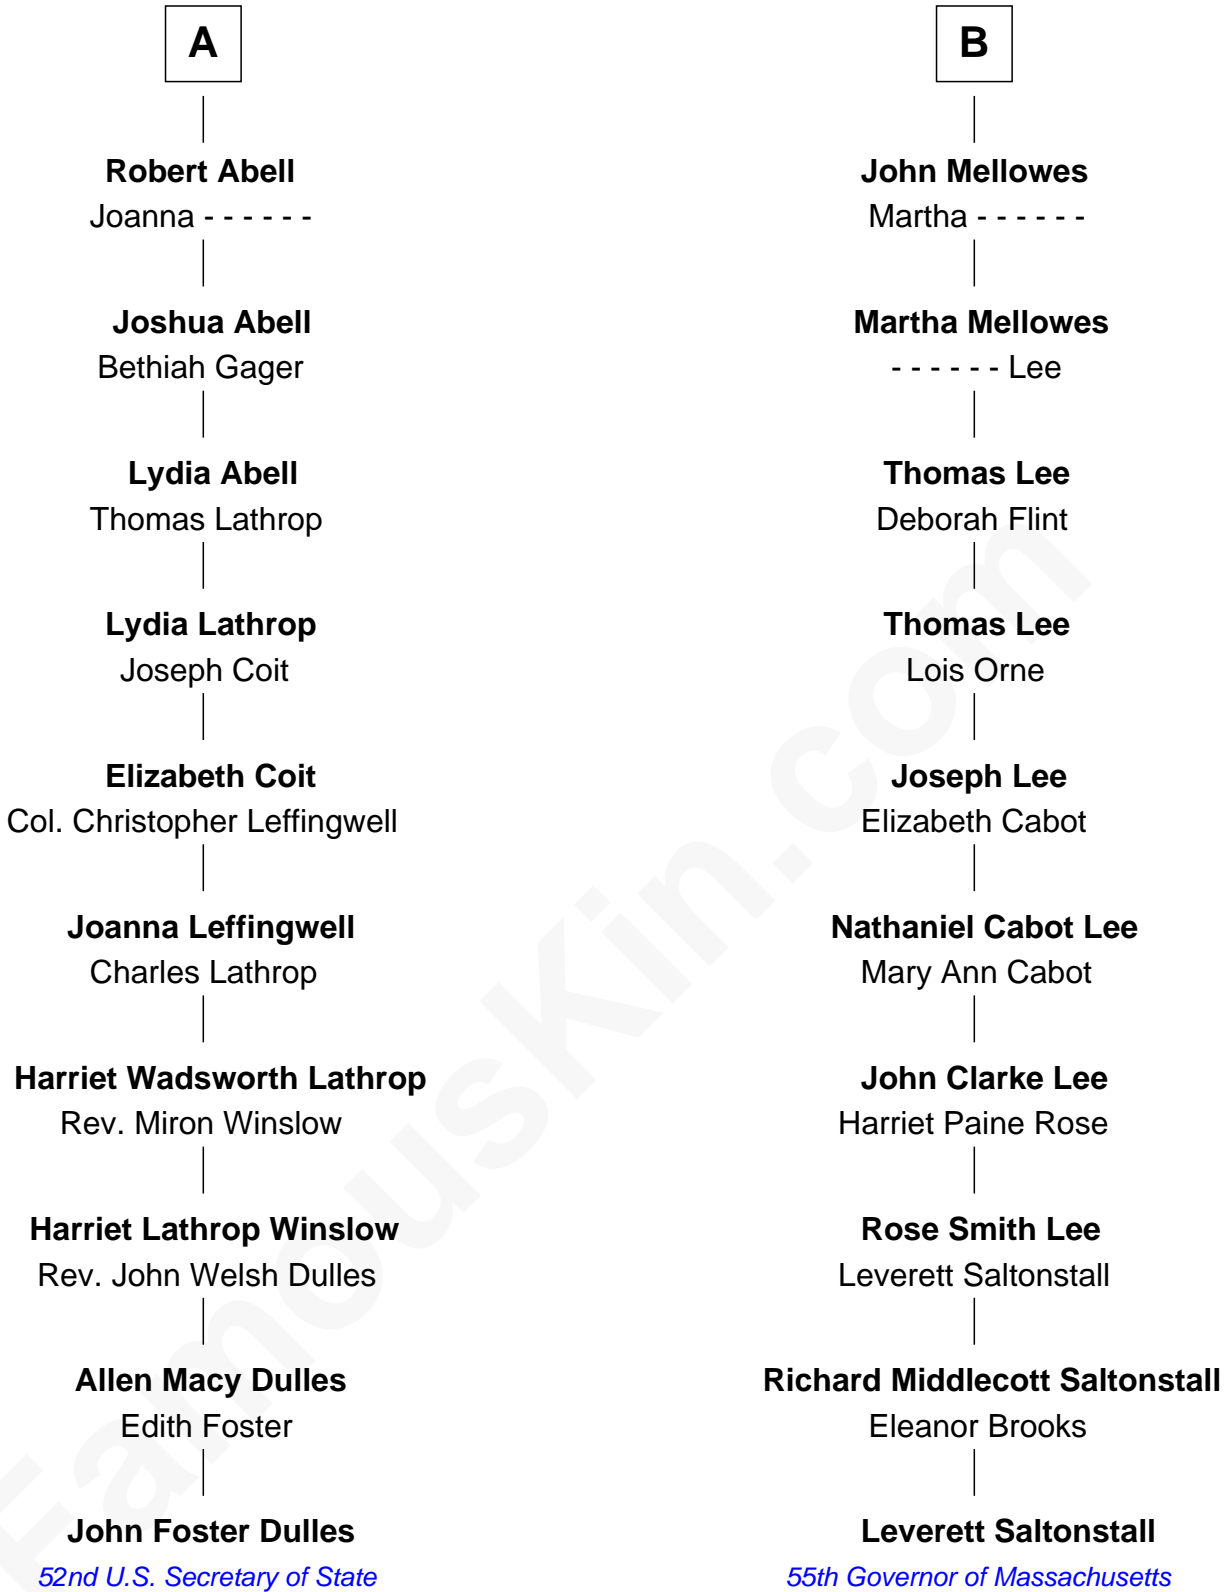 A
Robert Abell
Joanna - - - - - -
Joshua Abell
Bethiah Gager
Lydia Abell
Thomas Lathrop
Lydia Lathrop
Joseph Coit
Elizabeth Coit
Col. Christopher Leffingwell
Joanna Leffingwell
Charles Lathrop
Harriet Wadsworth Lathrop
Rev. Miron Winslow
Harriet Lathrop Winslow
Rev. John Welsh Dulles
Allen Macy Dulles
Edith Foster
John Foster Dulles
52nd U.S. Secretary of State
B
John Mellowes
Martha - - - - - -
Martha Mellowes
- - - - - - Lee
Thomas Lee
Deborah Flint
Thomas Lee
Lois Orne
Joseph Lee
Elizabeth Cabot
Nathaniel Cabot Lee
Mary Ann Cabot
John Clarke Lee
Harriet Paine Rose
Rose Smith Lee
Leverett Saltonstall
Richard Middlecott Saltonstall
Eleanor Brooks
Leverett Saltonstall
55th Governor of Massachusetts
FamousKin.com